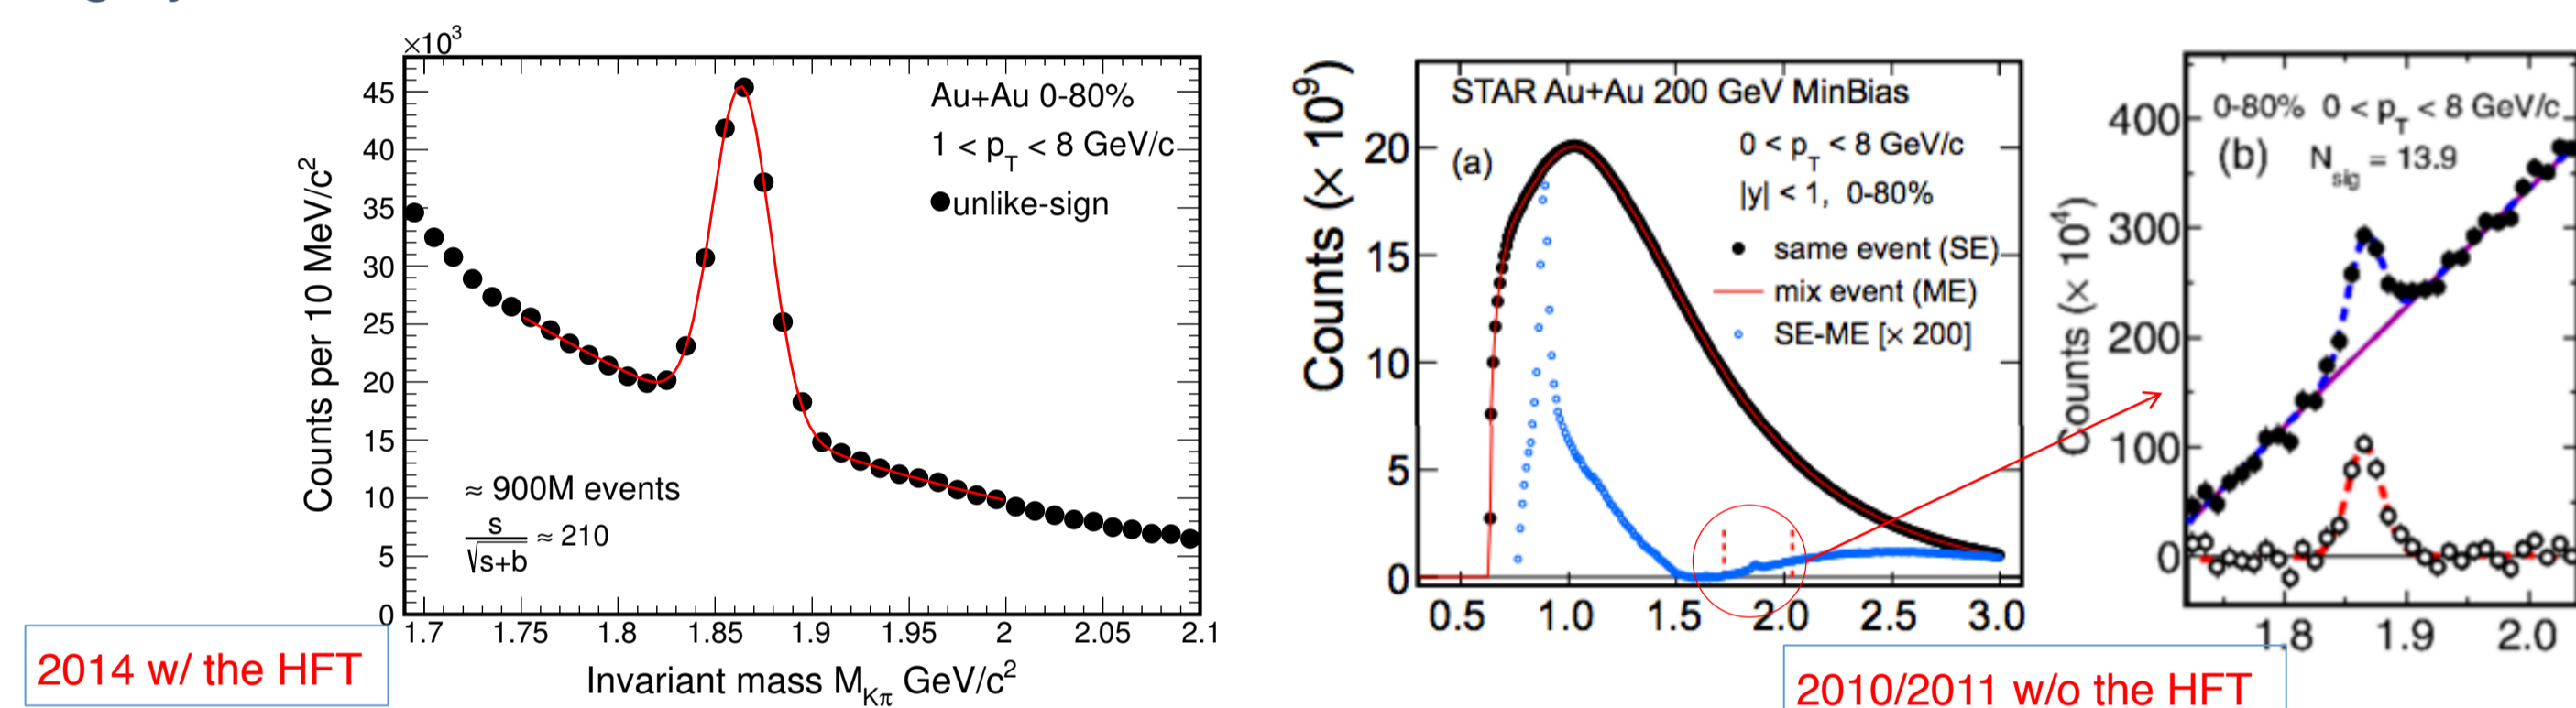 ×10³
45
40
35
30
25
20
15
10
5
0
Counts per 10 MeV/c²
Au+Au 0-80%
1 < p_T < 8 GeV/c
unlike-sign
≈ 900M events
s/√s+b ≈ 210
1.7 1.75 1.8 1.85 1.9 1.95 2 2.05 2.1
Invariant mass M_Kπ GeV/c²
2014 w/ the HFT
Counts (× 10⁹)
20
15
10
5
0
STAR Au+Au 200 GeV MinBias
(a)
0 < p_T < 8 GeV/c
|y| < 1, 0-80%
same event (SE)
mix event (ME)
SE-ME [× 200]
0.5 1.0 1.5 2.0 2.5 3.0
Counts (× 10⁴)
400
300
200
100
0
0-80% 0 < p_T < 8 GeV/c
(b) N_sig = 13.9
1.8 1.9 2.0
2010/2011 w/o the HFT